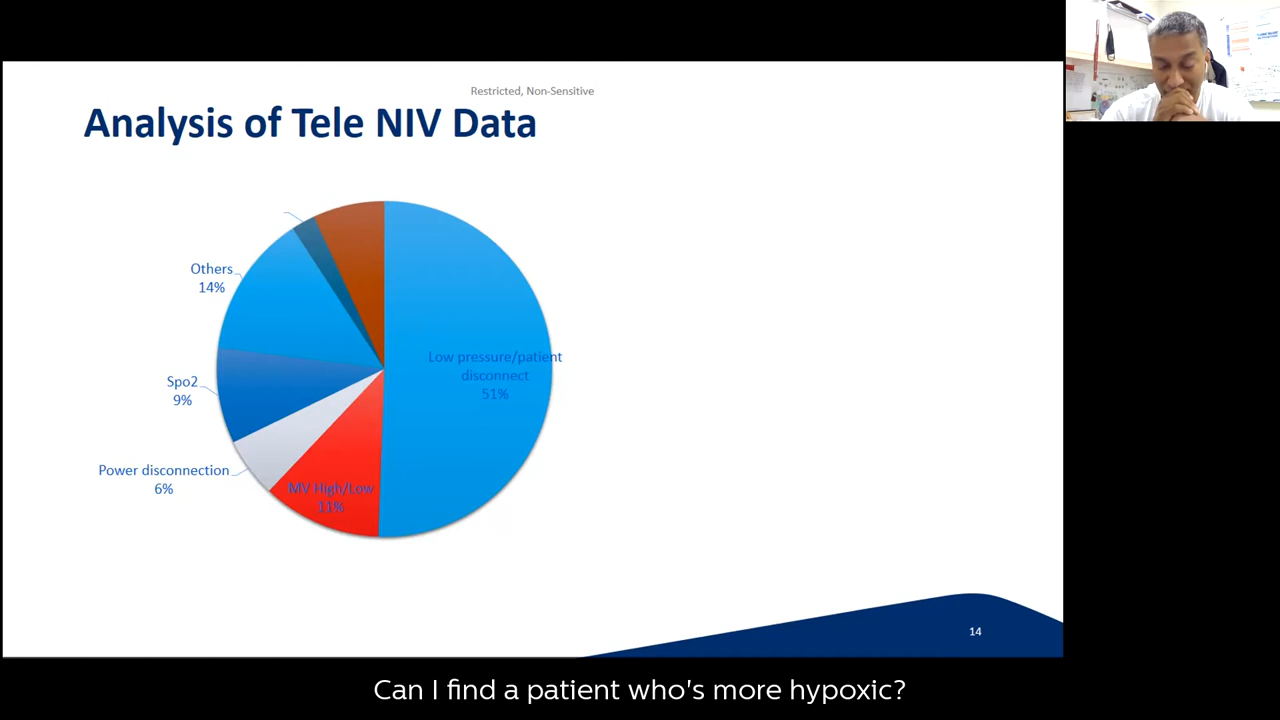 Restricted, Non-Sensitive
Analysis of Tele NIV Data
Others
14%
Spo2
9%
Power disconnection
6%
MV High/Low
11%
Low pressure/patient
disconnect
51%
14
Can I find a patient who's more hypoxic?